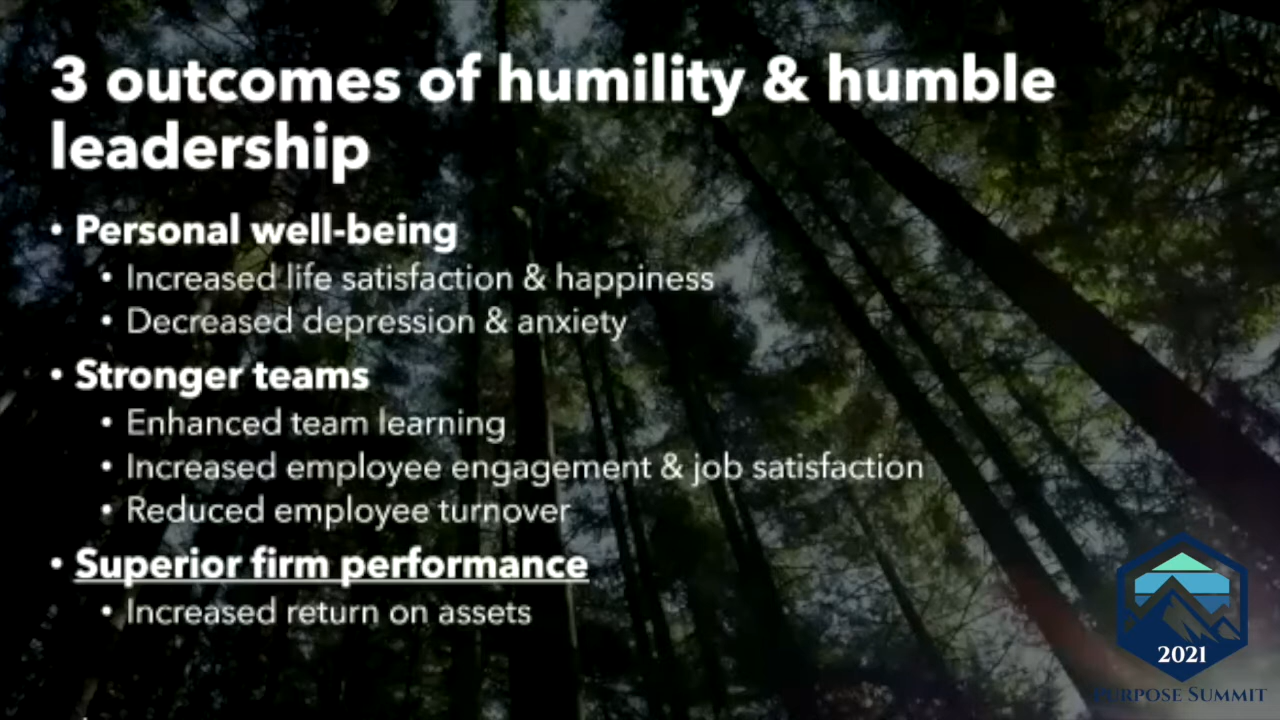 3 outcomes of humility & humble
leadership
• Personal well-being
• Increased life satisfaction & happiness
• Decreased depression & anxiety
• Stronger teams
• Enhanced team learning
• Increased employee engagement & job satisfaction
• Reduced employee turnover
• Superior firm performance
• Increased return on assets
2021
PURPOSE SUMMIT